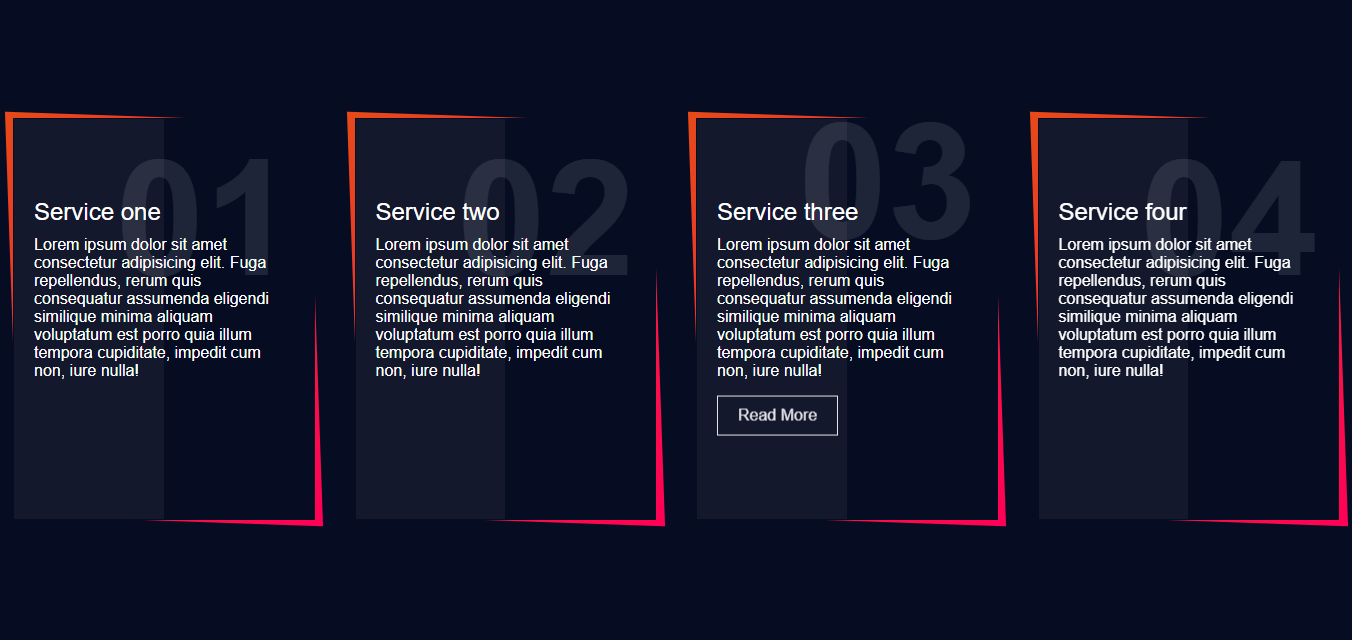 01
Service one
Lorem ipsum dolor sit amet
consectetur adipisicing elit. Fuga
repellendus, rerum quis
consequatur assumenda eligendi
similique minima aliquam
voluptatum est porro quia illum
tempora cupiditate, impedit cum
non, iure nulla!
02
Service two
Lorem ipsum dolor sit amet
consectetur adipisicing elit. Fuga
repellendus, rerum quis
consequatur assumenda eligendi
similique minima aliquam
voluptatum est porro quia illum
tempora cupiditate, impedit cum
non, iure nulla!
03
Service three
Lorem ipsum dolor sit amet
consectetur adipisicing elit. Fuga
repellendus, rerum quis
consequatur assumenda eligendi
similique minima aliquam
voluptatum est porro quia illum
tempora cupiditate, impedit cum
non, iure nulla!
Read More
04
Service four
Lorem ipsum dolor sit amet
consectetur adipisicing elit. Fuga
repellendus, rerum quis
consequatur assumenda eligendi
similique minima aliquam
voluptatum est porro quia illum
tempora cupiditate, impedit cum
non, iure nulla!